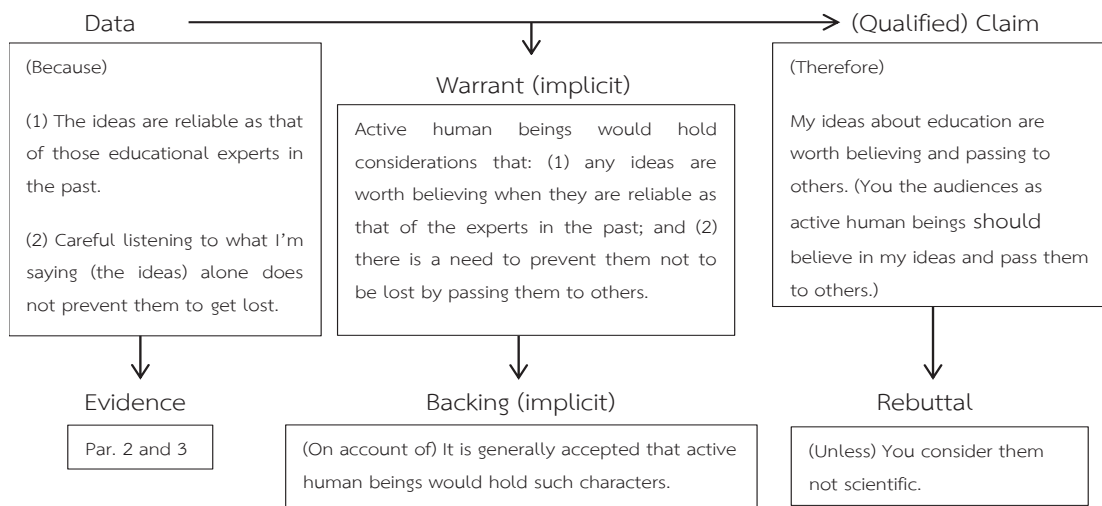 Data
(Qualified) Claim
(Because)
(1) The ideas are reliable as that
of those educational experts in
the past.
(2) Careful listening to what I'm
saying (the ideas) alone does
not prevent them to get lost.
Warrant (implicit)
Active human beings would hold
considerations that: (1) any ideas are
worth believing when they are reliable as
that of the experts in the past; and (2)
there is a need to prevent them not to
be lost by passing them to others.
(Therefore)
My ideas about education are
worth believing and passing to
others. (You the audiences as
active human beings should
believe in my ideas and pass them
to others.)
Evidence
Par. 2 and 3
Backing (implicit)
(On account of) It is generally accepted that active
human beings would hold such characters.
Rebuttal
(Unless) You consider them
not scientific.